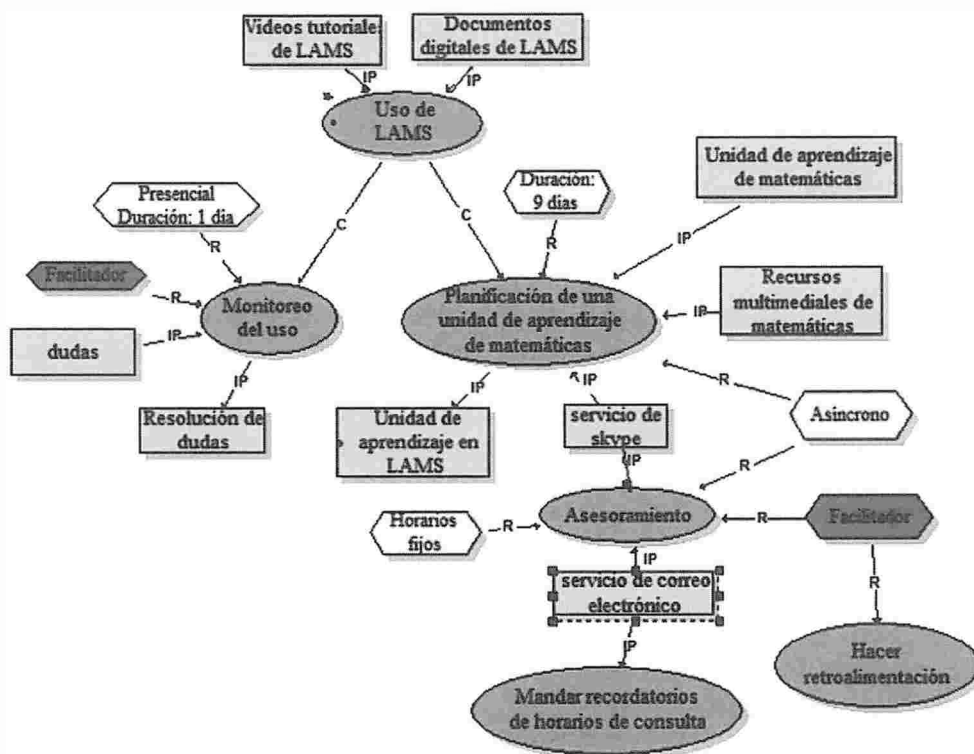 Videos tutoriales
de LAMS
Documentos
digitales de LAMS
IP
IP
Uso de
LAMS
Unidad de aprendizaje
de matemáticas
Presencial
Duración: 1 dia
Duración:
9 dias
C
C
R
R
IP
Facilitador
R
Monitoreo
del uso
Planificación de una
unidad de aprendizaje
de matemáticas
IP
Recursos
multimediales de
matemáticas
dudas
IP
IP
IP
IP
R
Resolución de
dudas
Unidad de
aprendizaje en
LAMS
servicio de
skype
Asincrono
IP
R
Horarios
fijos
R
Asesoramiento
R
Facilitador
IP
servicio de correo
electrónico
R
IP
Hacer
retroalimentación
Mandar recordatorios
de horarios de consulta